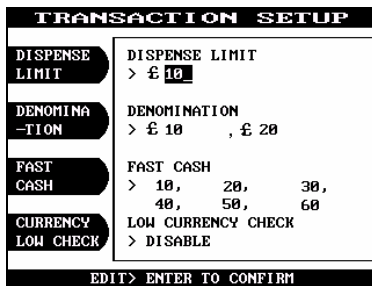 TRANSACTION SETUP
DISPENSE
LIMIT
DISPENSE LIMIT
> £ 10_
DENOMINA
-TION
DENOMINATION
> £ 10 , £ 20
FAST
CASH
FAST CASH
> 10, 20, 30,
40, 50, 60
CURRENCY
LOW CHECK
LOW CURRENCY CHECK
> DISABLE
EDIT> ENTER TO CONFIRM